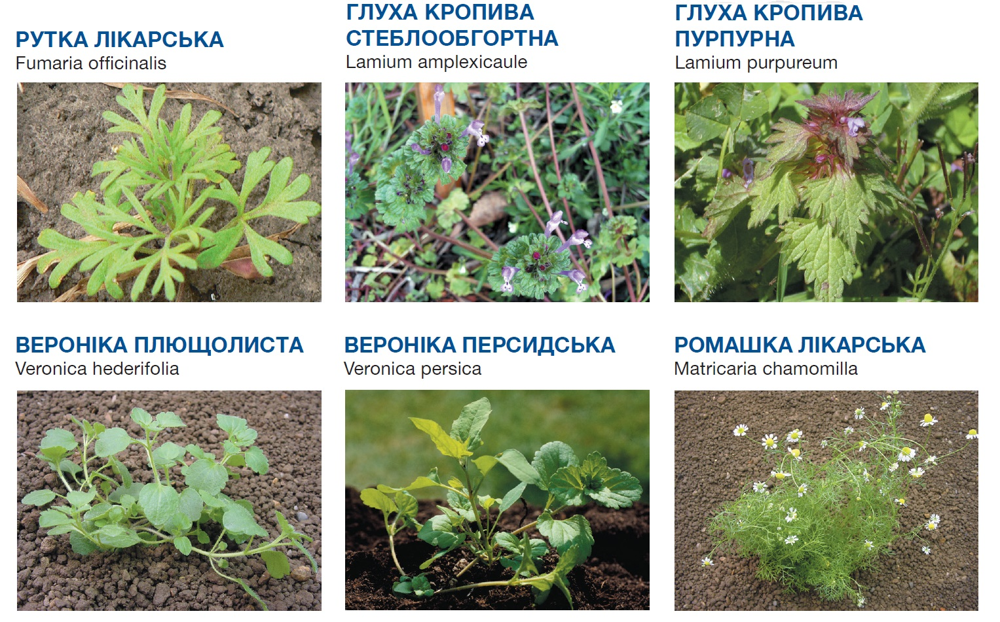 РУТКА ЛІКАРСЬКА
Fumaria officinalis
ГЛУХА КРОПИВА
СТЕБЛООБГОРТНА
Lamium amplexicaule
ГЛУХА КРОПИВА
ПУРПУРНА
Lamium purpureum
ВЕРОНІКА ПЛЮЩОЛИСТА
Veronica hederifolia
ВЕРОНІКА ПЕРСИДСЬКА
Veronica persica
РОМАШКА ЛІКАРСЬКА
Matricaria chamomilla